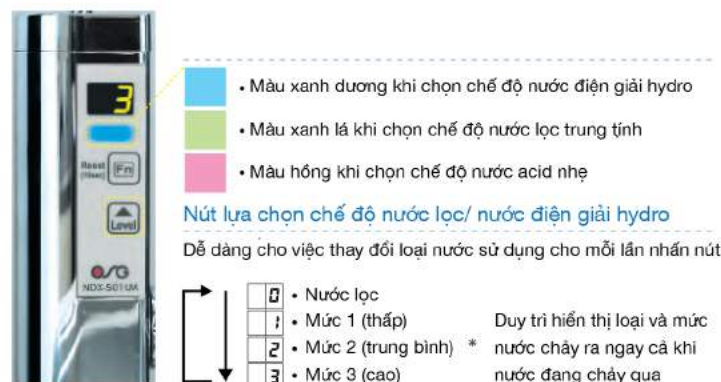 3
• Màu xanh dương khi chọn chế độ nước điện giải hydro
• Màu xanh lá khi chọn chế độ nước lọc trung tính
• Màu hồng khi chọn chế độ nước acid nhẹ
Reset
Fn
Level
OSG
NDX-501LM
Nút lựa chọn chế độ nước lọc/ nước điện giải hydro
Dễ dàng cho việc thay đổi loại nước sử dụng cho mỗi lần nhấn nút
0 • Nước lọc
1 • Mức 1 (thấp)
2 • Mức 2 (trung bình)
3 • Mức 3 (cao)
* Duy trì hiển thị loại và mức
nước chảy ra ngay cả khi
nước đang chảy qua